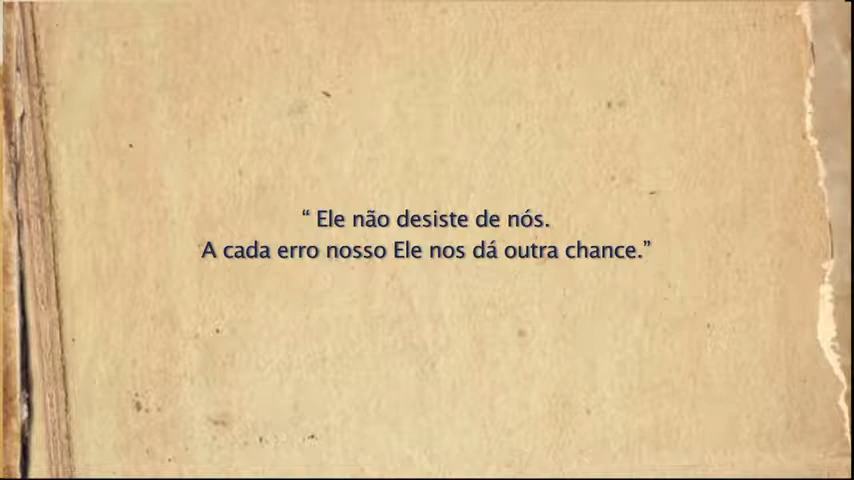 “ Ele não desiste de nós.
A cada erro nosso Ele nos dá outra chance.”